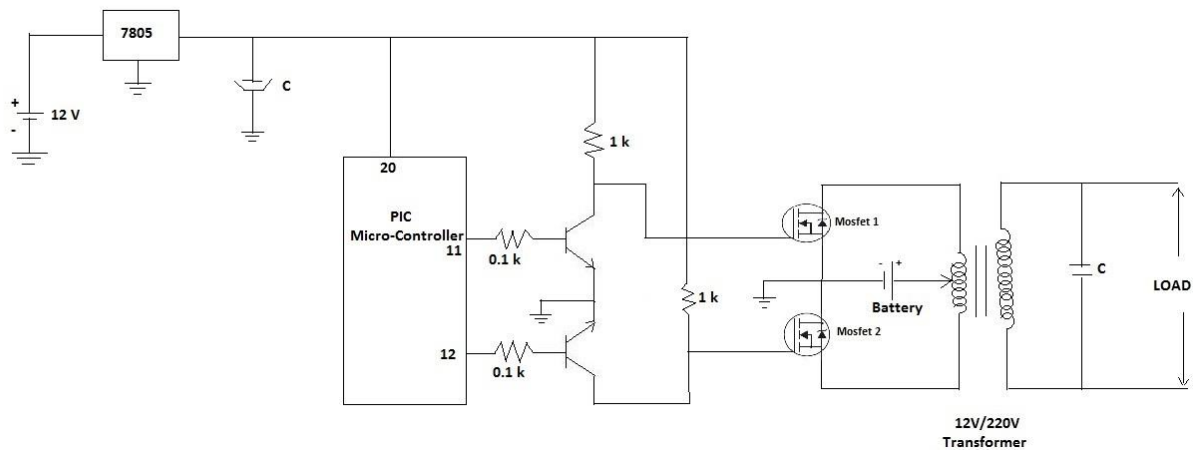 7805
+
12 V
-
C
20
PIC
Micro-Controller
11
0.1 k
12
0.1 k
1 k
1 k
Mosfet 1
- +
Battery
Mosfet 2
C
LOAD
12V/220V
Transformer